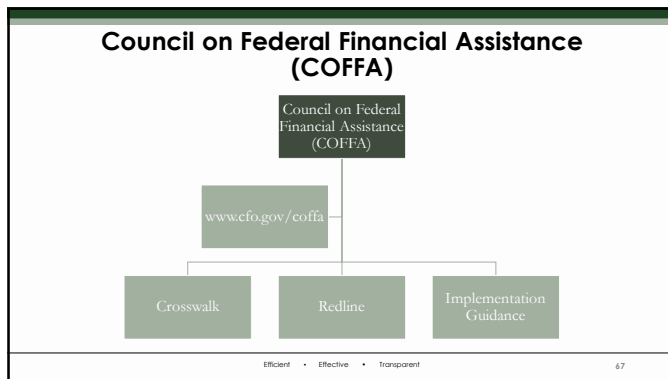 Council on Federal Financial Assistance
(COFFA)
Council on Federal
Financial Assistance
(COFFA)
www.cfo.gov/coffa
Crosswalk
Redline
Implementation
Guidance
Efficient • Effective • Transparent
67